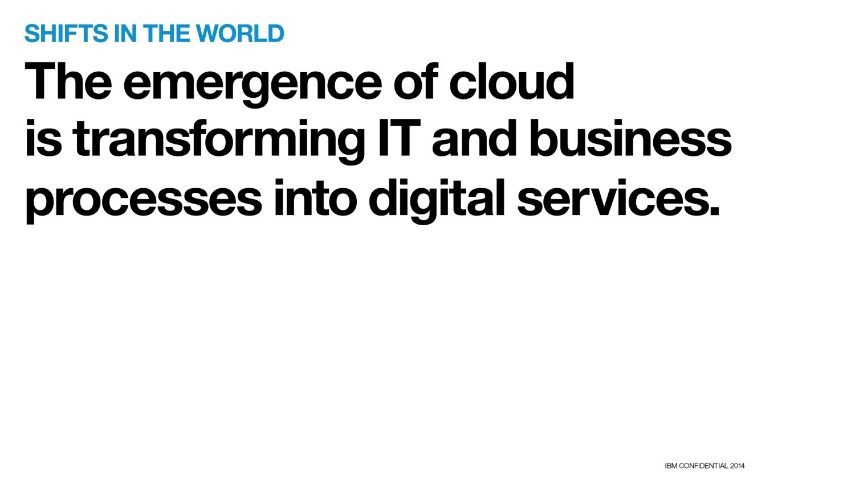 SHIFTS IN THE WORLD
The emergence of cloud
is transforming IT and business
processes into digital services.
IBM CONFIDENTIAL 2014